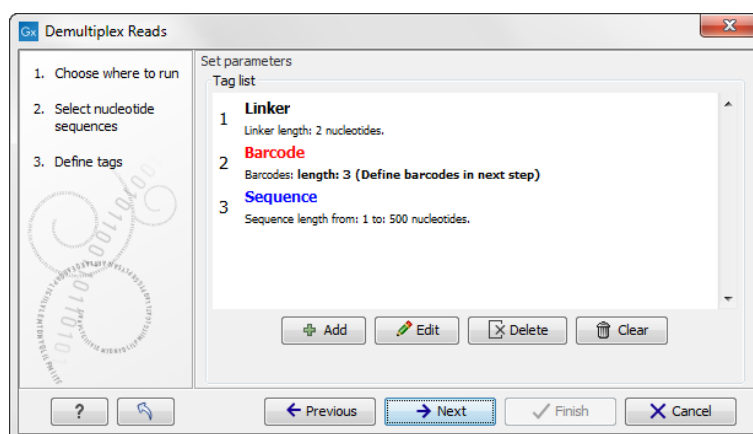 Gx Demultiplex Reads
1. Choose where to run
2. Select nucleotide
sequences
3. Define tags
Set parameters
Tag list
1 Linker
Linker length: 2 nucleotides.
2 Barcode
Barcodes: length: 3 (Define barcodes in next step)
3 Sequence
Sequence length from: 1 to: 500 nucleotides.
Add Edit Delete Clear
? Previous Next Finish Cancel